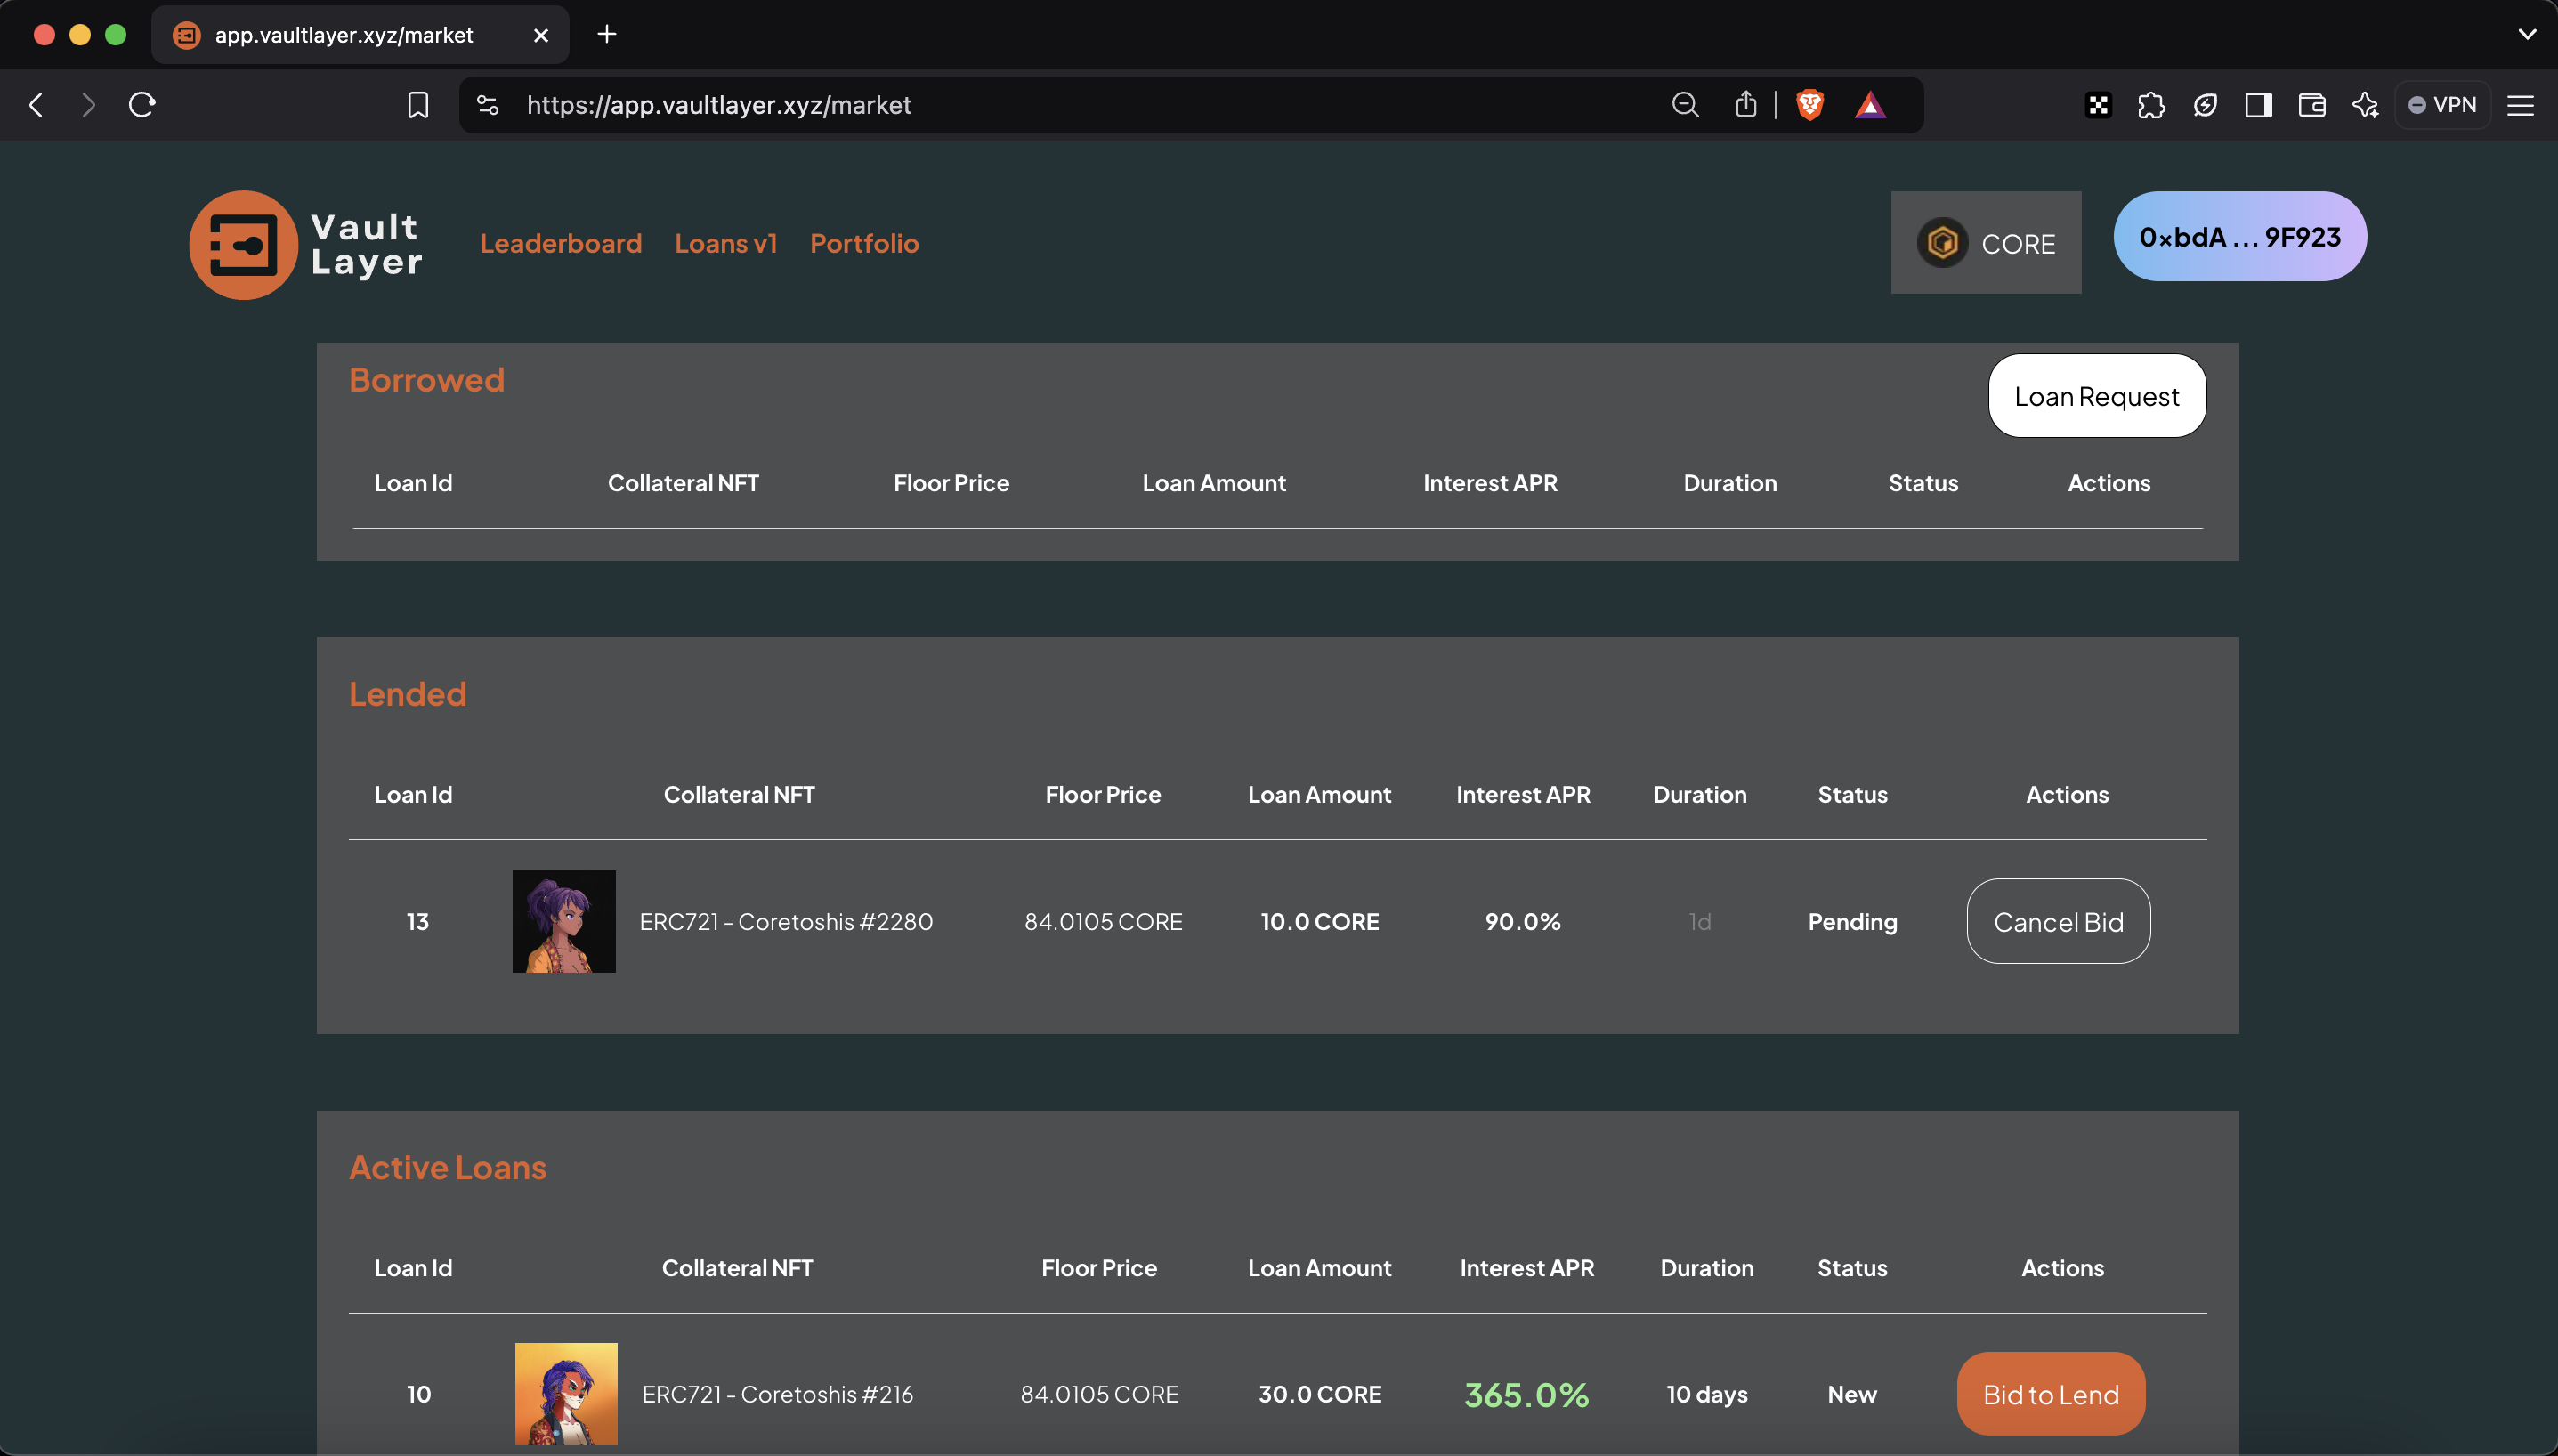 app.vaultlayer.xyz/market
https://app.vaultlayer.xyz/market
VPN
Vault
Layer
Leaderboard Loans v1 Portfolio
CORE
0xbdA ... 9F923
Borrowed
Loan Request
Loan Id Collateral NFT Floor Price Loan Amount Interest APR Duration Status Actions
Lended
Loan Id Collateral NFT Floor Price Loan Amount Interest APR Duration Status Actions
13 ERC721 - Coretoshis #2280 84.0105 CORE 10.0 CORE 90.0% 1d Pending Cancel Bid
Active Loans
Loan Id Collateral NFT Floor Price Loan Amount Interest APR Duration Status Actions
10 ERC721 - Coretoshis #216 84.0105 CORE 30.0 CORE 365.0% 10 days New Bid to Lend